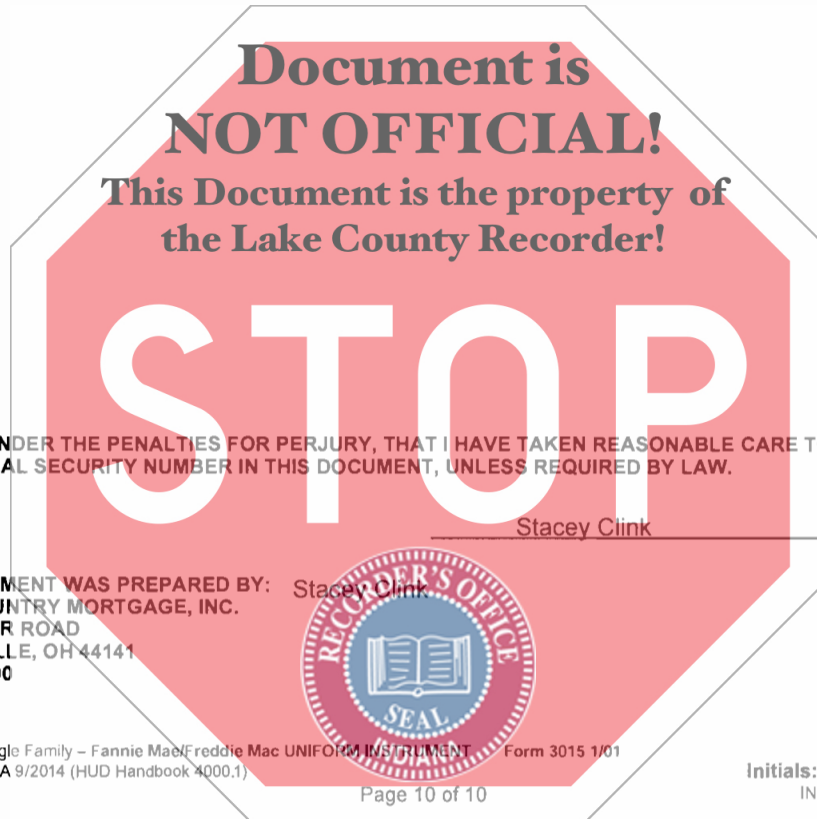 Document is
NOT OFFICIAL!
This Document is the property of
the Lake County Recorder!
STOP
NDER THE PENALTIES FOR PERJURY, THAT I HAVE TAKEN REASONABLE CARE T
AL SECURITY NUMBER IN THIS DOCUMENT, UNLESS REQUIRED BY LAW.
Stacey Clink
MENT WAS PREPARED BY: Stacey Clink
NTRY MORTGAGE, INC.
R ROAD
LLE, OH 44141
0
RECORDER'S OFFICE
SEAL
INDIANA
gle Family – Fannie Mae/Freddie Mac UNIFORM INSTRUMENT Form 3015 1/01
A 9/2014 (HUD Handbook 4000.1)
Initials:
IN
Page 10 of 10